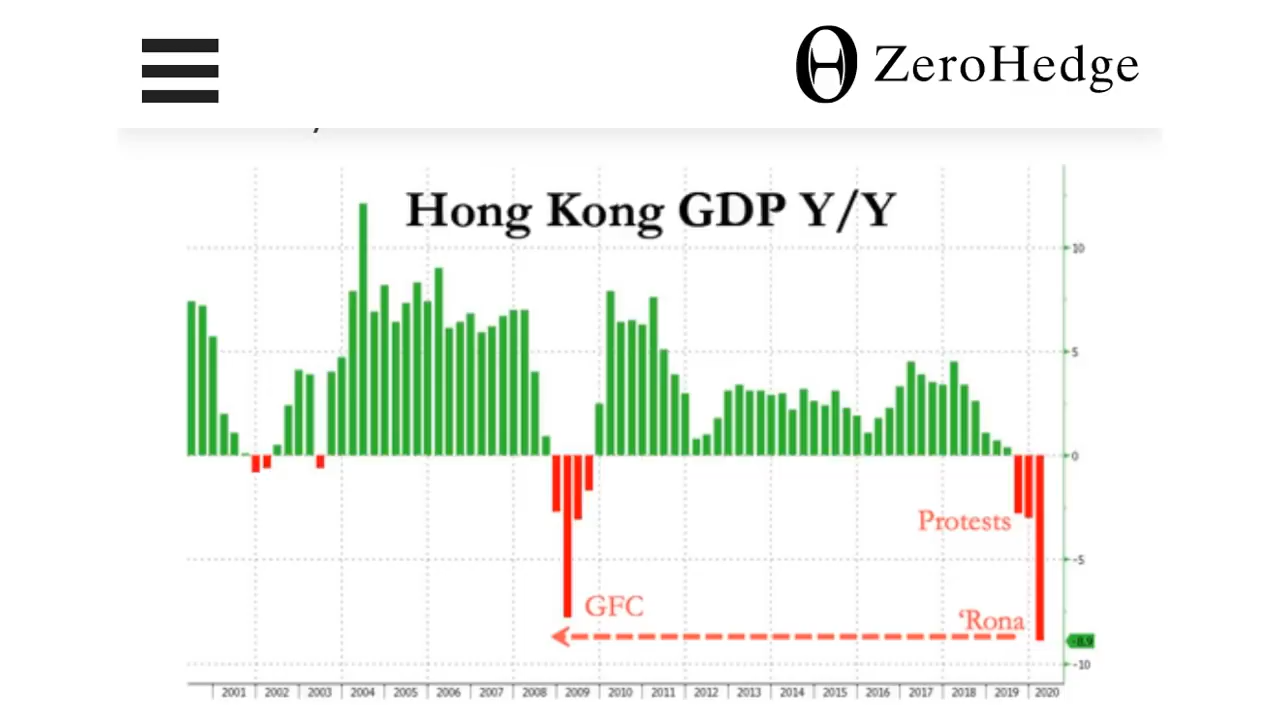 ZeroHedge
Hong Kong GDP Y/Y
10
5
0
Protests
-5
GFC
‘Rona
-8.9
-10
2001 2002 2003 2004 2005 2006 2007 2008 2009 2010 2011 2012 2013 2014 2015 2016 2017 2018 2019 2020